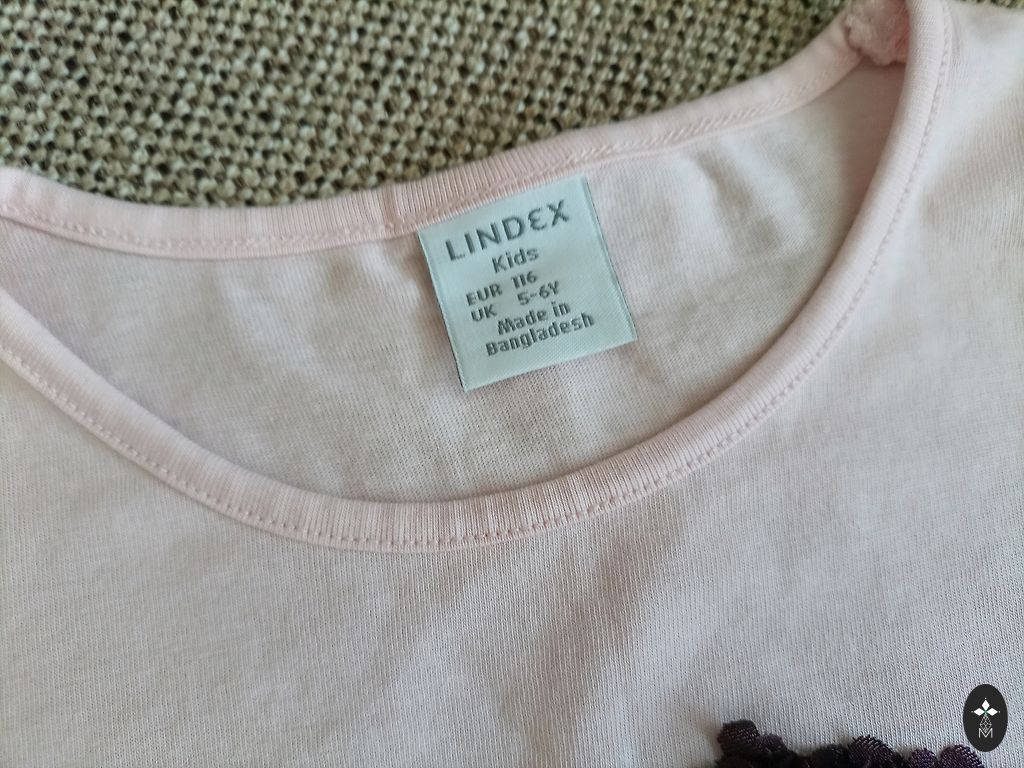 LINDEX
Kids
EUR 116
UK 5-6Y
Made in
Bangladesh
M